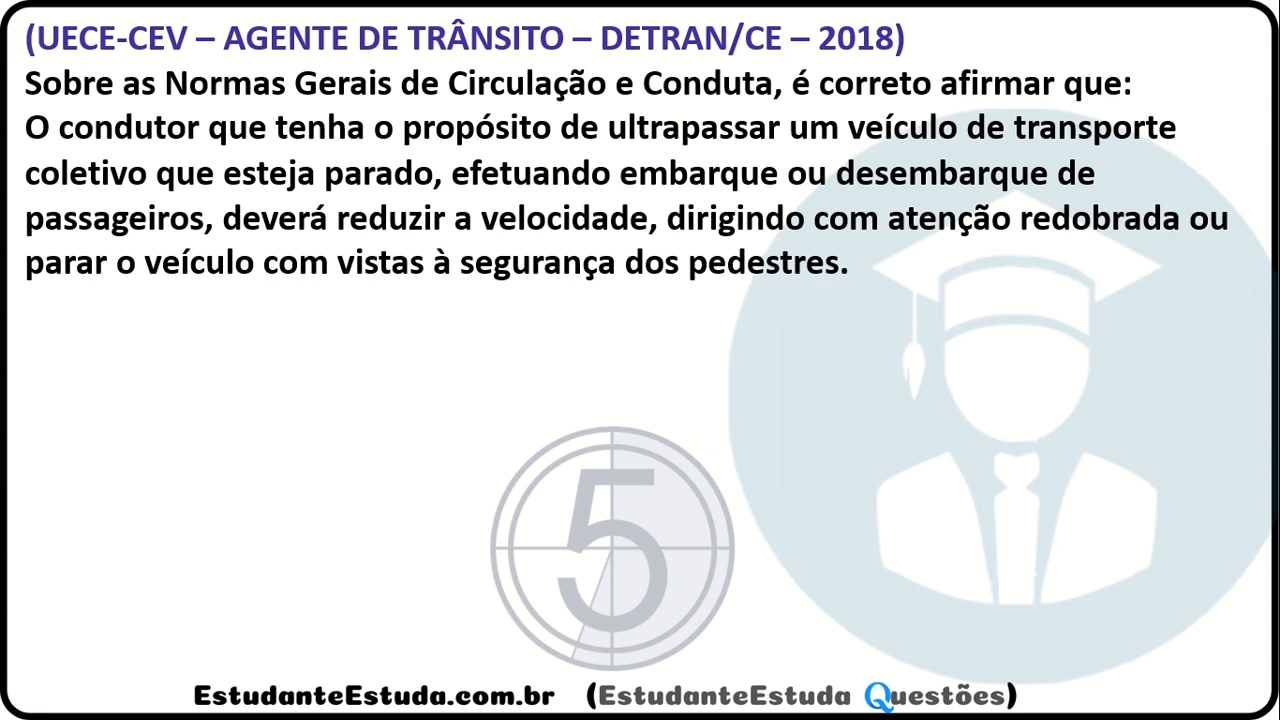 (UECE-CEV – AGENTE DE TRÂNSITO – DETRAN/CE – 2018)
Sobre as Normas Gerais de Circulação e Conduta, é correto afirmar que:
O condutor que tenha o propósito de ultrapassar um veículo de transporte
coletivo que esteja parado, efetuando embarque ou desembarque de
passageiros, deverá reduzir a velocidade, dirigindo com atenção redobrada ou
parar o veículo com vistas à segurança dos pedestres.
5
EstudanteEstuda.com.br (EstudanteEstuda Questões)